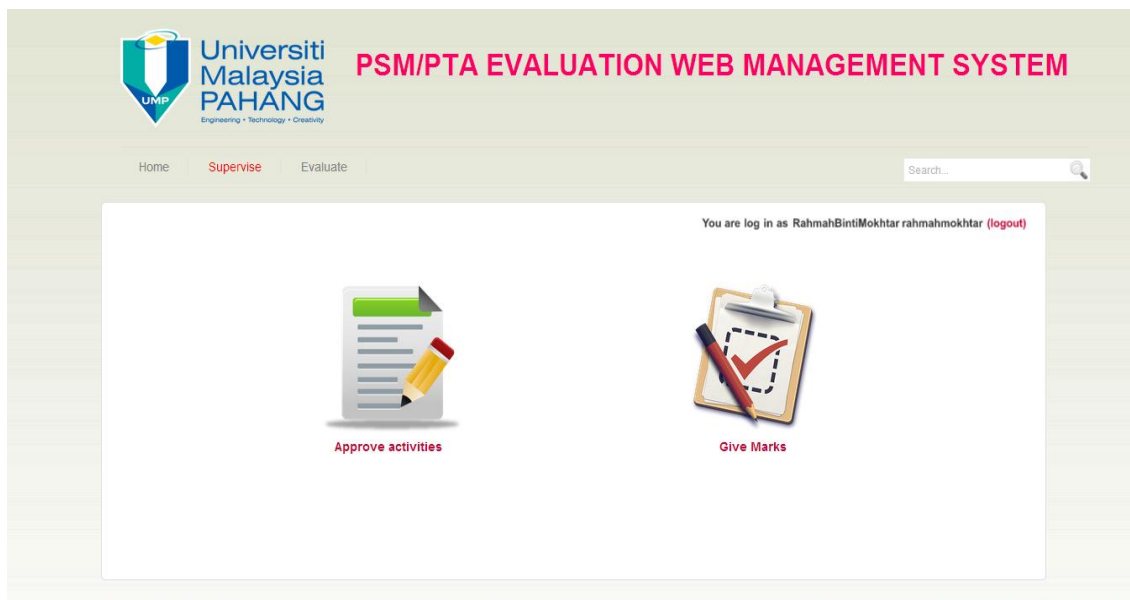 Universiti
Malaysia
PAHANG
Engineering • Technology • Creativity
UMP
PSM/PTA EVALUATION WEB MANAGEMENT SYSTEM
Home Supervise Evaluate
Search...
You are log in as RahmahBintiMokhtar rahmahmokhtar (logout)
Approve activities
Give Marks